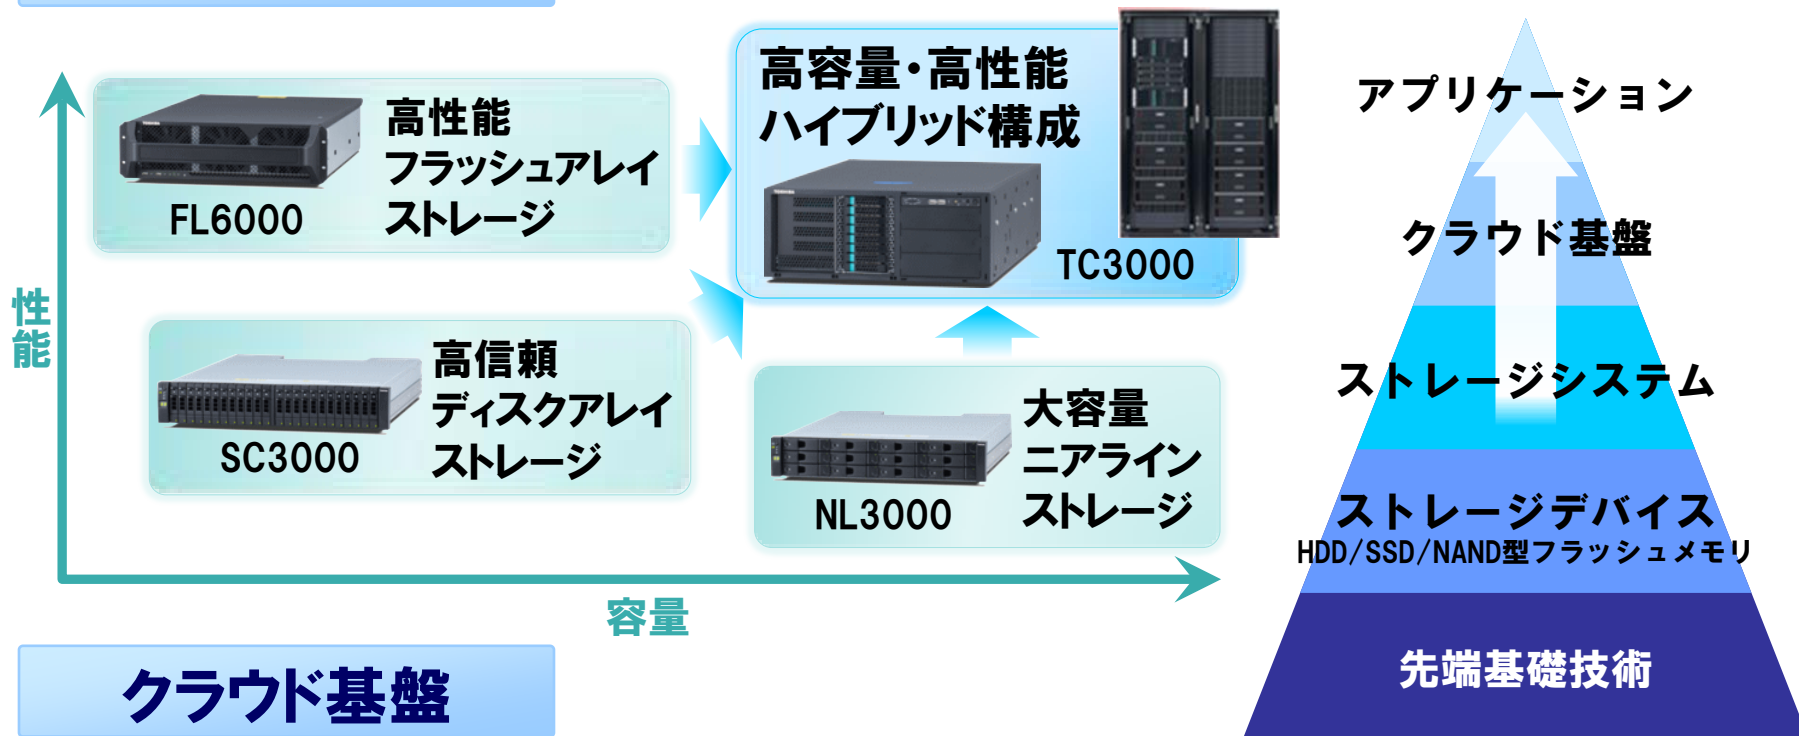 高性能
フラッシュアレイ
ストレージ
FL6000
高容量・高性能
ハイブリッド構成
TC3000
性能
高信頼
ディスクアレイ
ストレージ
SC3000
大容量
ニアライン
ストレージ
NL3000
容量
クラウド基盤
アプリケーション
クラウド基盤
ストレージシステム
ストレージデバイス
HDD/SSD/NAND型フラッシュメモリ
先端基礎技術